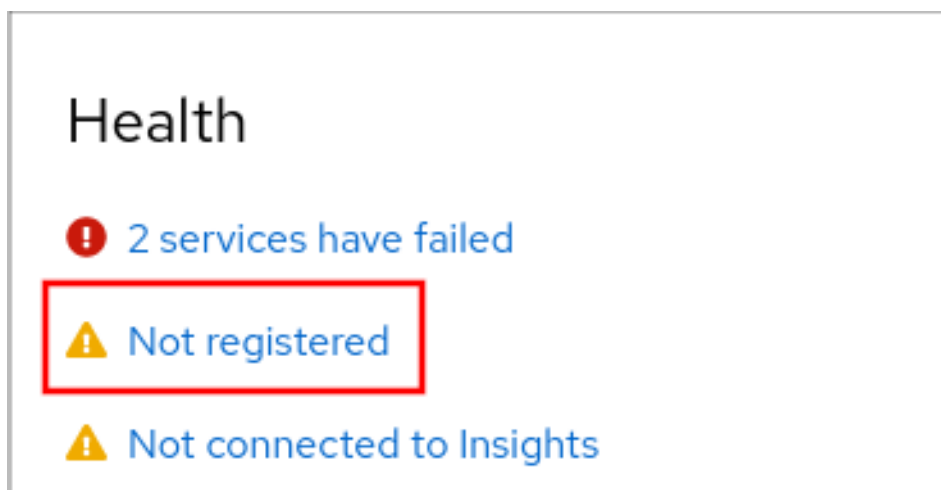 Health
2 services have failed
Not registered
Not connected to Insights